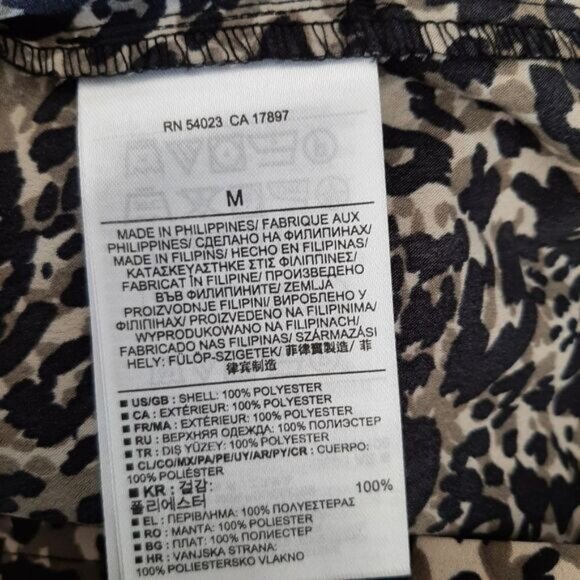 RN 54023 CA 17897
M
MADE IN PHILIPPINES/ FABRIQUE AUX
PHILIPPINES/ СДЕЛАНО НА ФИЛИПИНАХ/
MADE IN FILIPINS/ HECHO EN FILIPINAS/
ΚΑΤΑΣΚΕΥΑΣΤΗΚΕ ΣΤΙΣ ΦΙΛΙΠΠΙΝΕΣ/
FABRICAT ÎN FILIPINE/ ПРОИЗВЕДЕНО
ВЪВ ФИЛИПИНИТЕ/ ZEMLJA
PROIZVODNJE FILIPINI/ ВИРОБЛЕНО У
ФІЛІПІНАХ/ PROIZVEDENO NA FILIPINIMA/
WYPRODUKOWANO NA FILIPINACH/
FABRICADO NAS FILIPINAS/ SZÁRMAZÁSI
HELY: FÜLÖP-SZIGETEK/ 菲律賓製造/ 菲
律宾制造
■ US/GB : SHELL: 100% POLYESTER
■ CA : EXTÉRIEUR: 100% POLYESTER
■ FR/MA : EXTÉRIEUR: 100% POLYESTER
■ RU : ВЕРХНЯЯ ОДЕЖДА: 100% ПОЛИЭСТЕР
■ TR : DIŞ YÜZEY: 100% POLYESTER
■ CL/CO/MX/PA/PE/UY/AR/PY/CR : CUERPO:
100% POLIÉSTER
■ KR : 겉감: 100%
폴리에스터
■ EL : ΠΕΡΙΒΛΗΜΑ: 100% ΠΟΛΥΕΣΤΕΡΑΣ
■ RO : MANTA: 100% POLIESTER
■ BG : ПЛАТ: 100% ПОЛИЕСТЕР
■ HR : VANJSKA STRANA: 100%
POLIESTERSKO VLAKNO